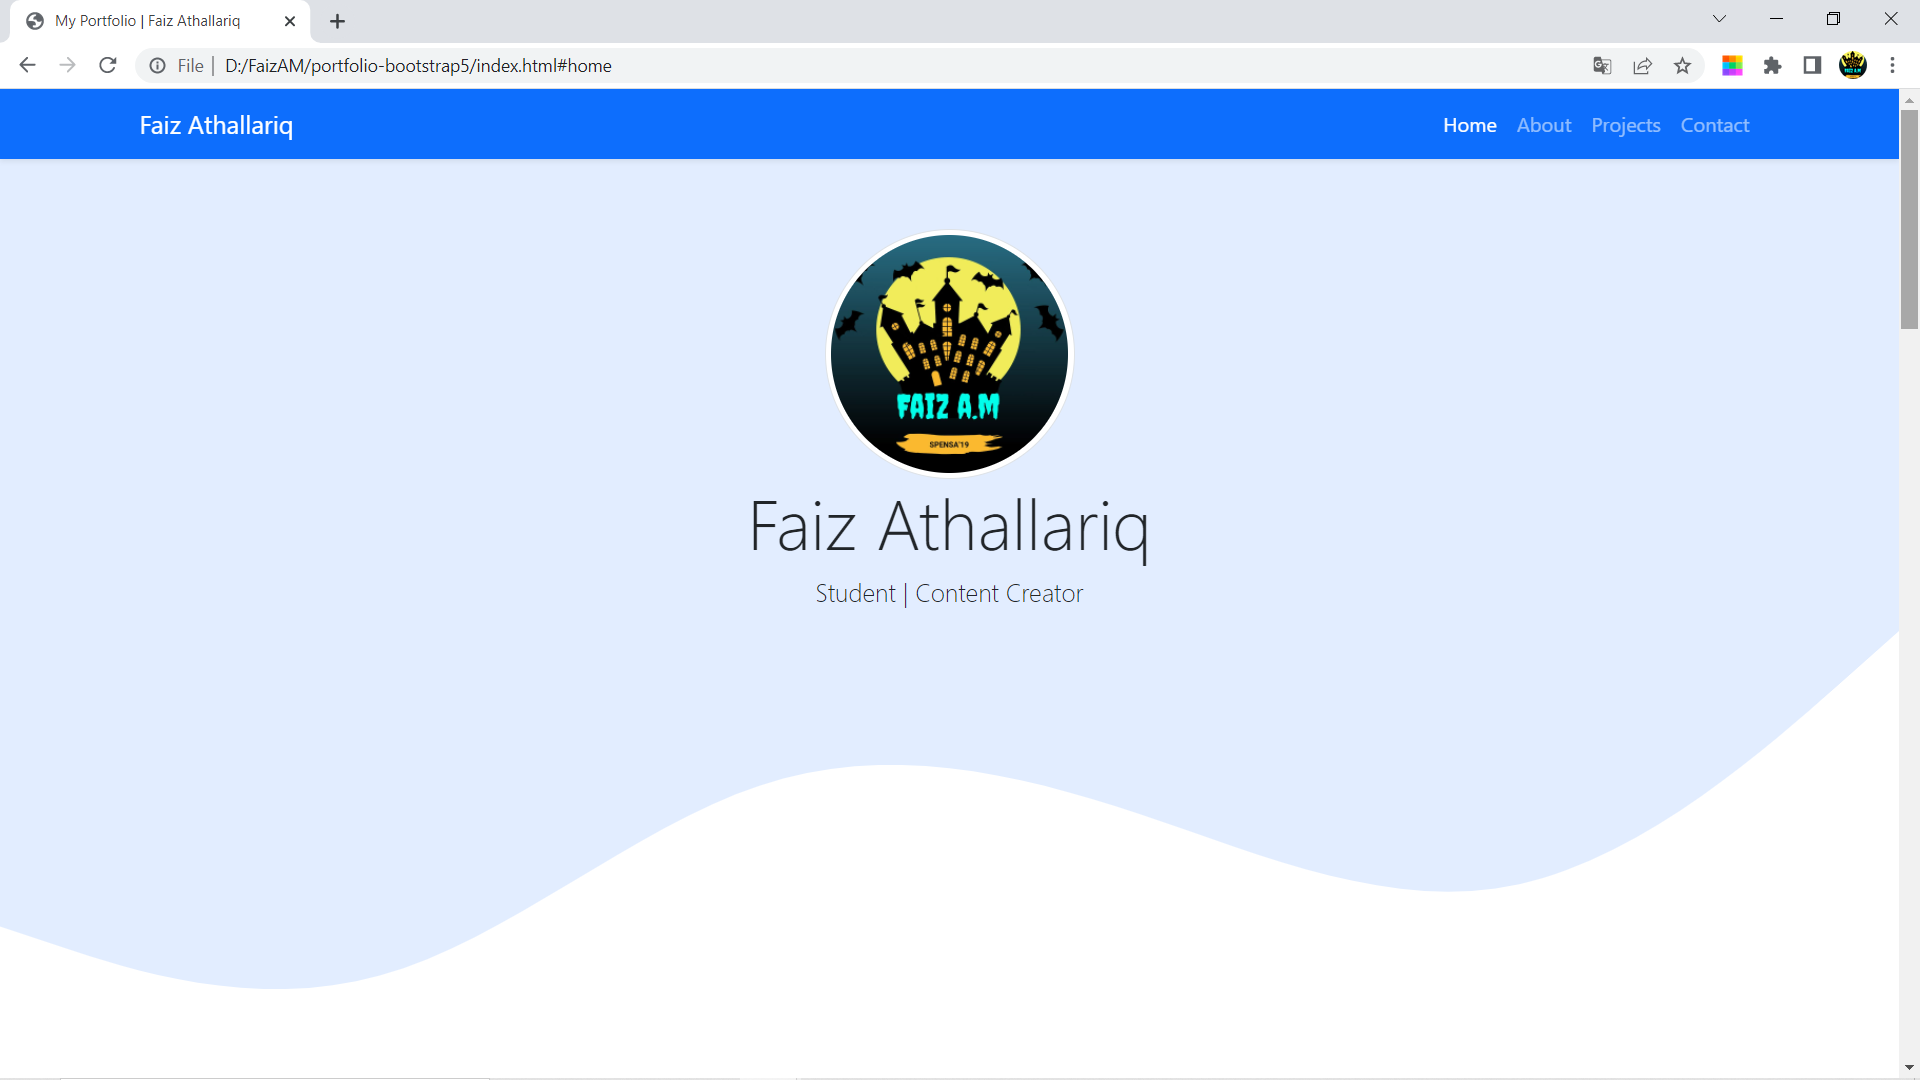 My Portfolio | Faiz Athallariq
File | D:/FaizAM/portfolio-bootstrap5/index.html#home
Faiz Athallariq
Home About Projects Contact
FAIZ A.M
SPENSA'19
Faiz Athallariq
Student | Content Creator